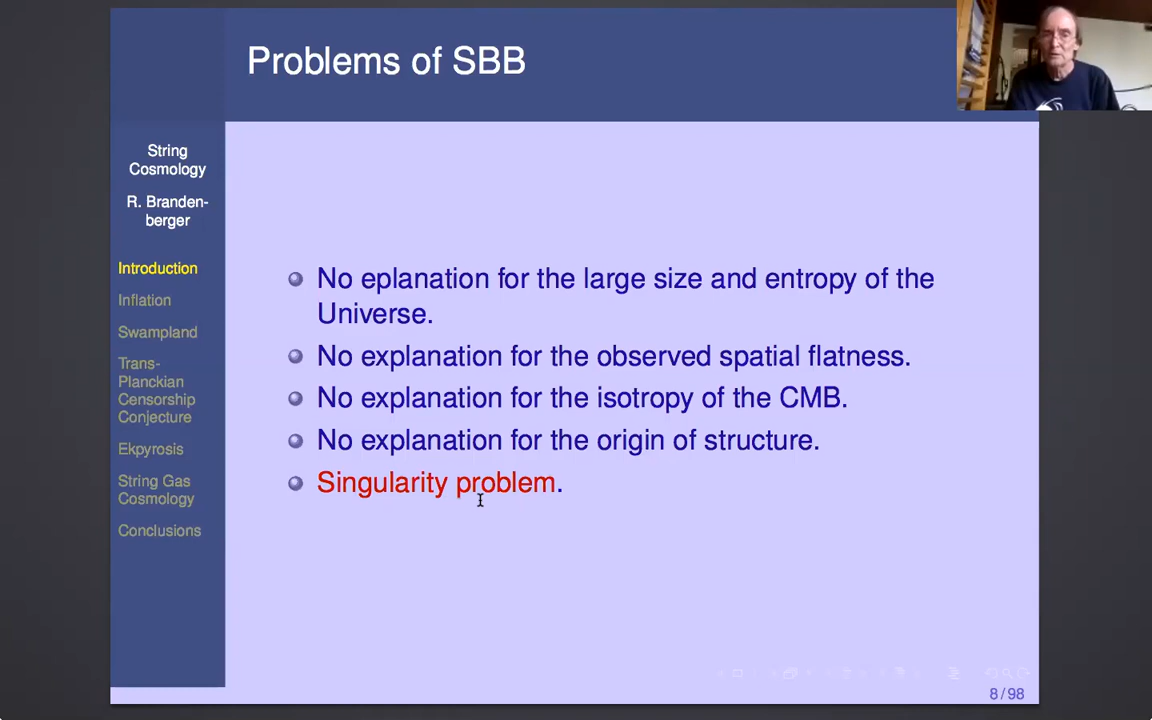 Problems of SBB
String
Cosmology
R. Branden-
berger
Introduction
Inflation
Swampland
Trans-
Planckian
Censorship
Conjecture
Ekpyrosis
String Gas
Cosmology
Conclusions
No eplanation for the large size and entropy of the
Universe.
No explanation for the observed spatial flatness.
No explanation for the isotropy of the CMB.
No explanation for the origin of structure.
Singularity problem.
8/98